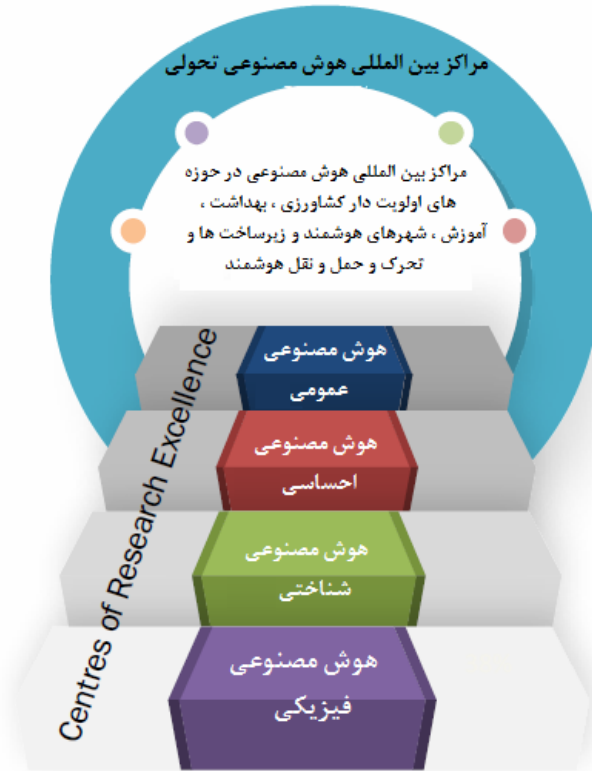 مراکز بین المللی هوش مصنوعی تحولی
مراکز بین المللی هوش مصنوعی در حوزه
های اولویت دار کشاورزی ، بهداشت ،
آموزش ، شهرهای هوشمند و زیرساخت ها و
تحرک و حمل و نقل هوشمند
Centres of Research Excellence
هوش مصنوعی
عمومی
هوش مصنوعی
احساسی
هوش مصنوعی
شناختی
هوش مصنوعی
فیزیکی